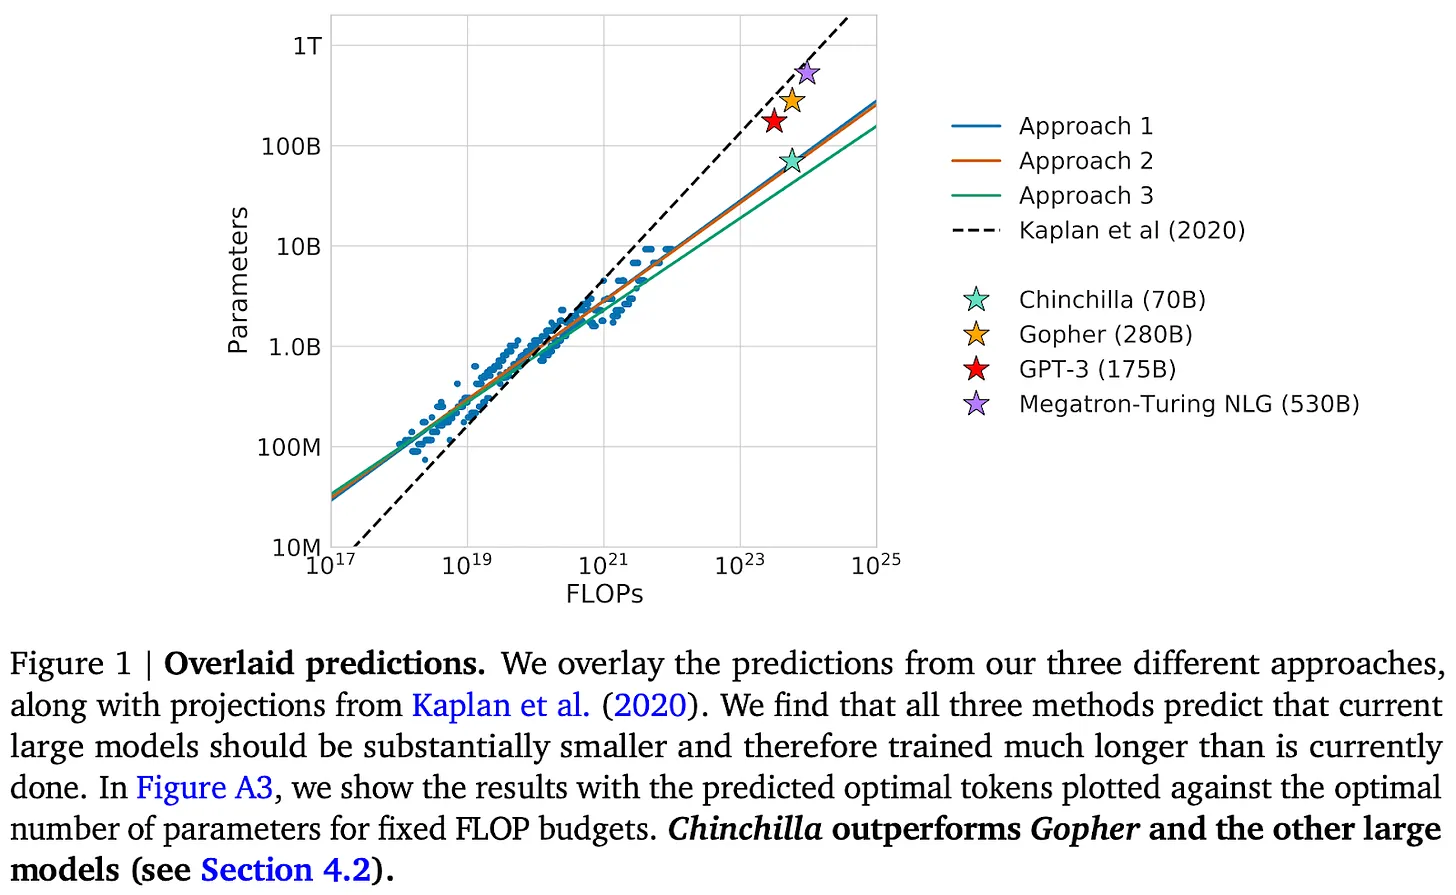 1T
100B
10B
1.0B
100M
10M
Parameters
10¹⁷
10¹⁹
10²¹
10²³
10²⁵
FLOPs
Approach 1
Approach 2
Approach 3
Kaplan et al (2020)
Chinchilla (70B)
Gopher (280B)
GPT-3 (175B)
Megatron-Turing NLG (530B)
Figure 1 | Overlaid predictions. We overlay the predictions from our three different approaches,
along with projections from Kaplan et al. (2020). We find that all three methods predict that current
large models should be substantially smaller and therefore trained much longer than is currently
done. In Figure A3, we show the results with the predicted optimal tokens plotted against the optimal
number of parameters for fixed FLOP budgets. Chinchilla outperforms Gopher and the other large
models (see Section 4.2).